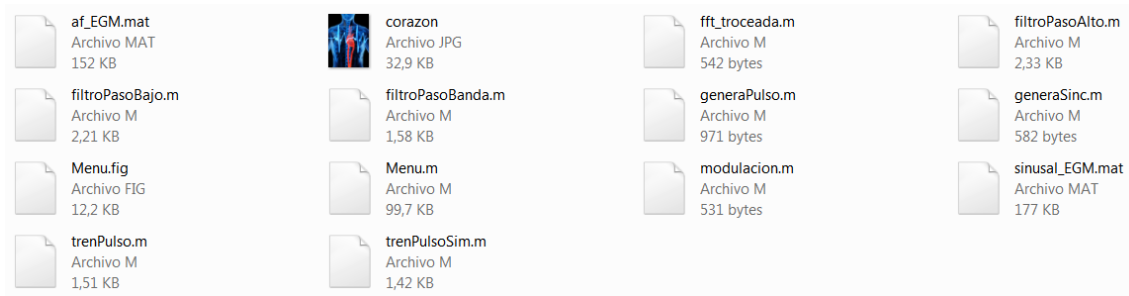 af_EGM.mat
Archivo MAT
152 KB
corazon
Archivo JPG
32,9 KB
fft_troceada.m
Archivo M
542 bytes
filtroPasoAlto.m
Archivo M
2,33 KB
filtroPasoBajo.m
Archivo M
2,21 KB
filtroPasoBanda.m
Archivo M
1,58 KB
generaPulso.m
Archivo M
971 bytes
generaSinc.m
Archivo M
582 bytes
Menu.fig
Archivo FIG
12,2 KB
Menu.m
Archivo M
99,7 KB
modulacion.m
Archivo M
531 bytes
sinusal_EGM.mat
Archivo MAT
177 KB
trenPulso.m
Archivo M
1,51 KB
trenPulsoSim.m
Archivo M
1,42 KB